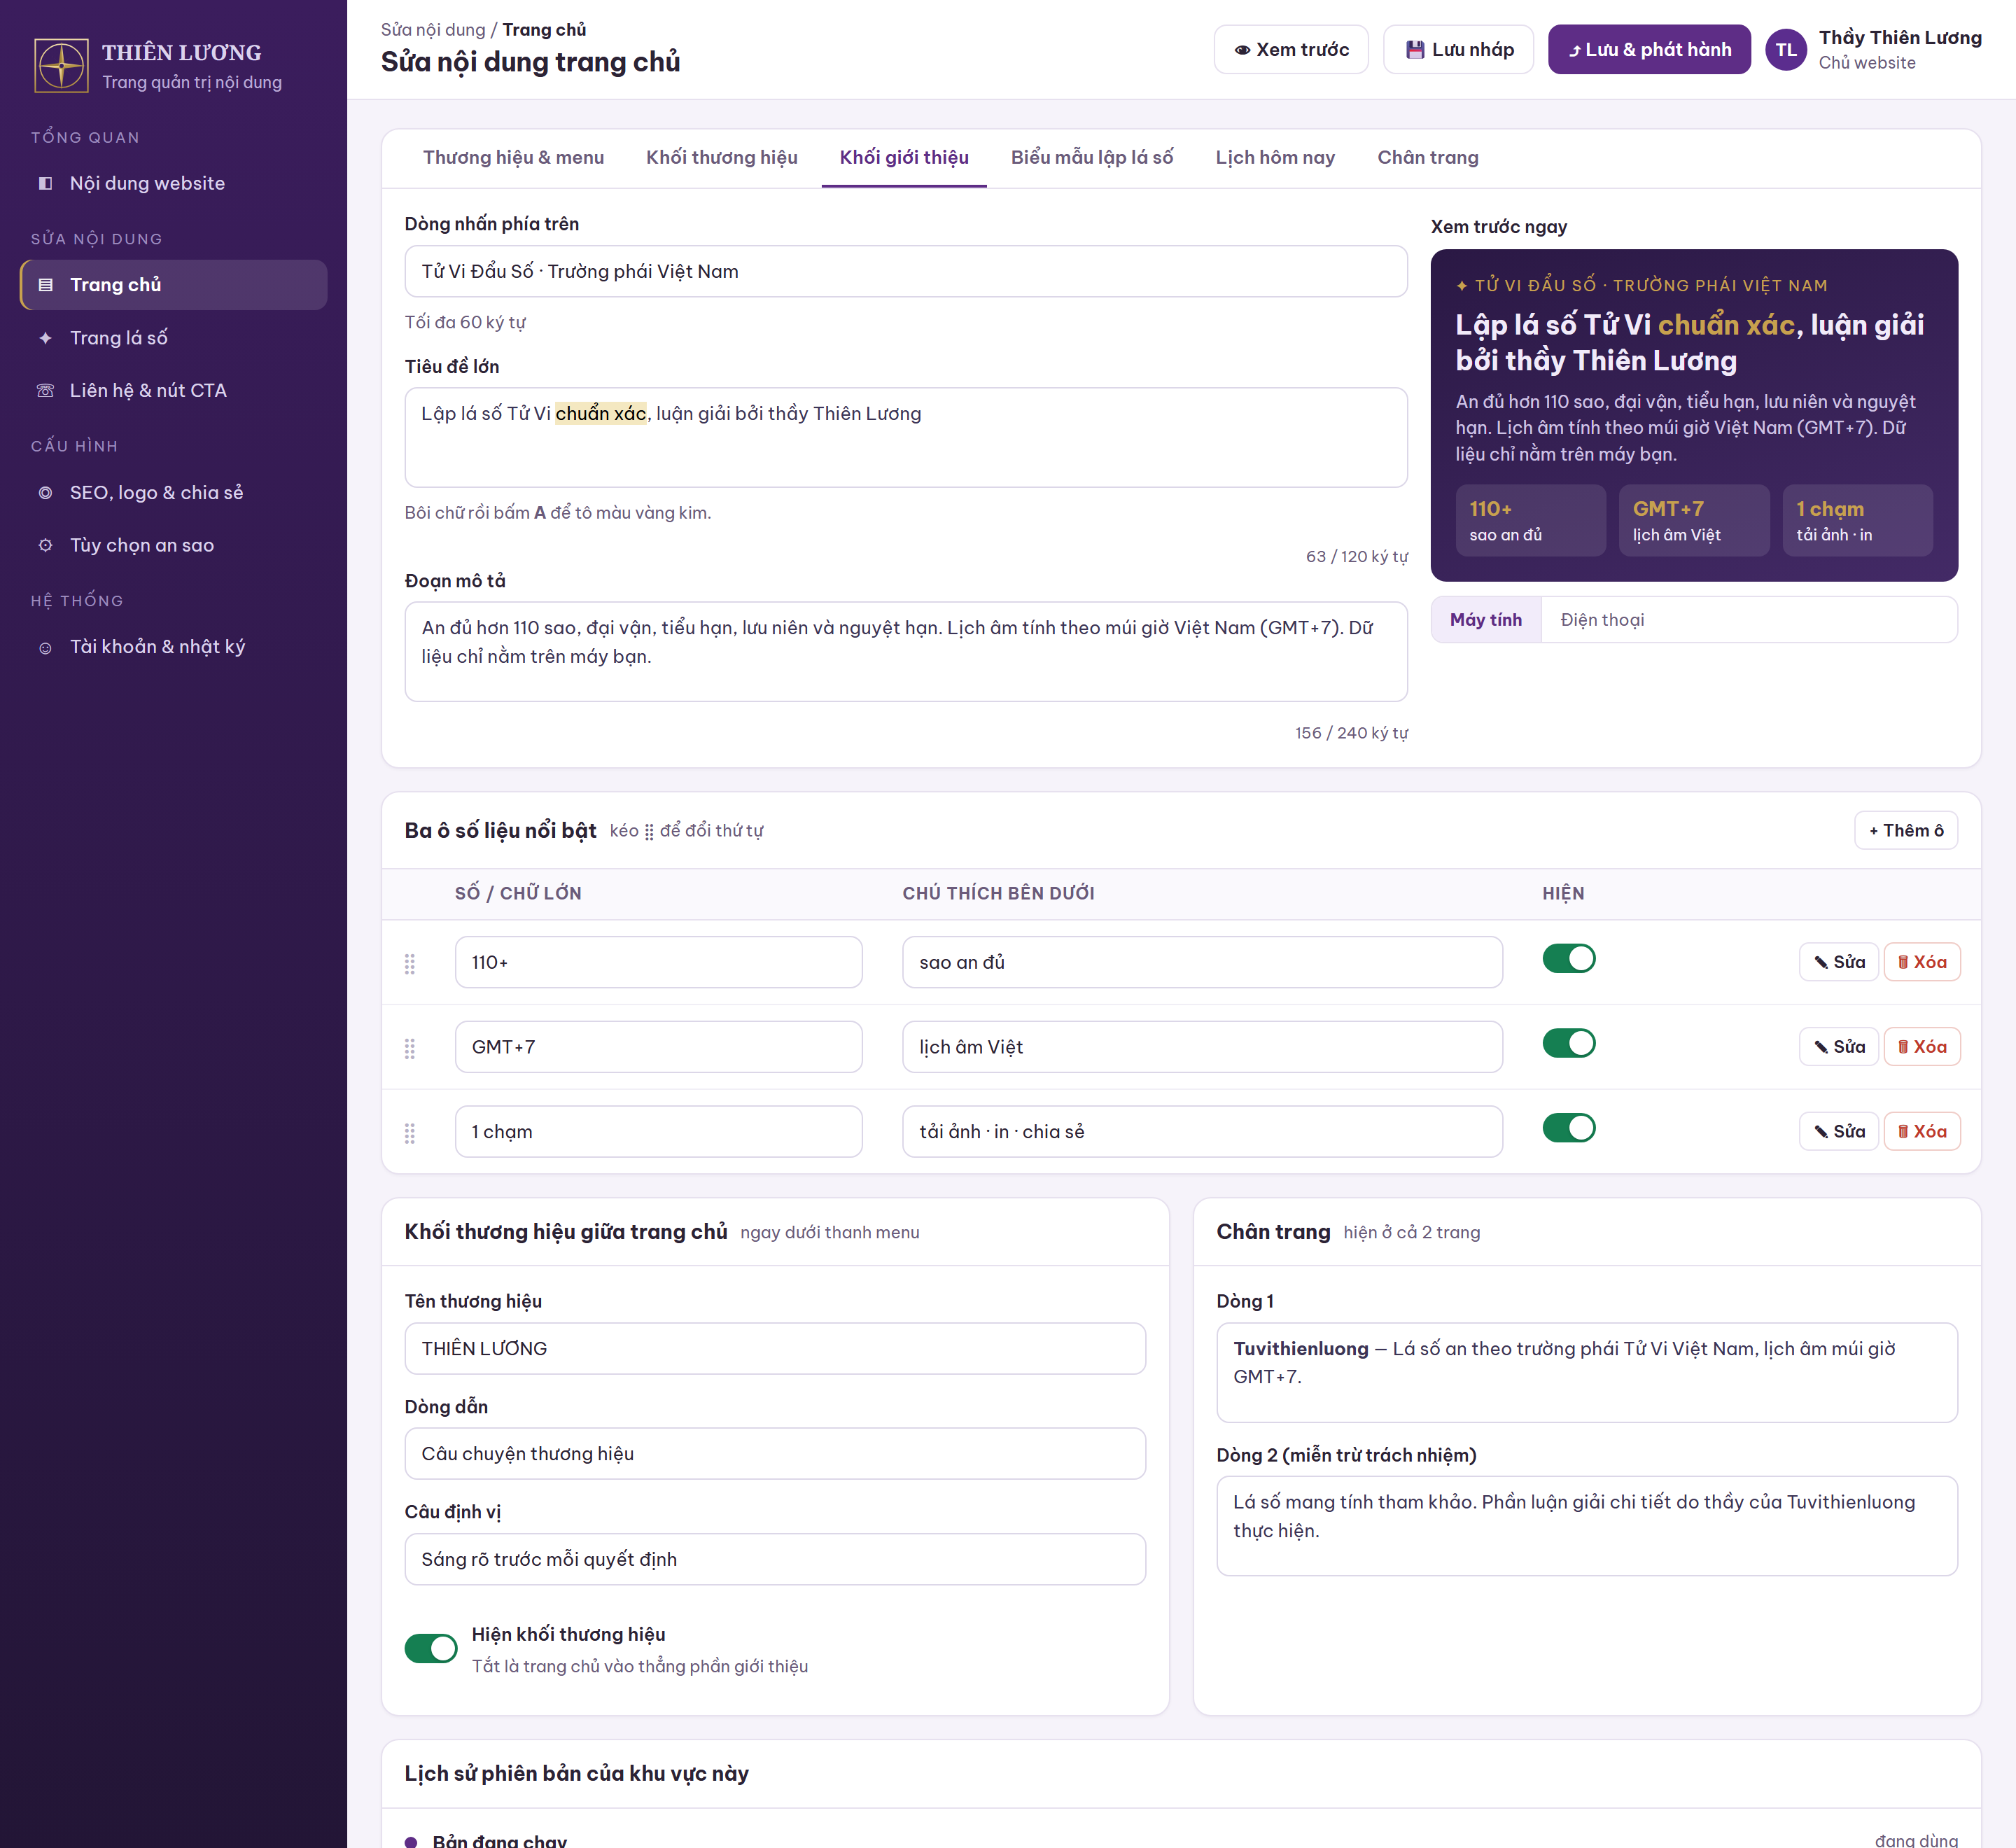 THIÊN LƯƠNG
Trang quản trị nội dung
TỔNG QUAN
Nội dung website
SỬA NỘI DUNG
Trang chủ
Trang lá số
Liên hệ & nút CTA
CẤU HÌNH
SEO, logo & chia sẻ
Tùy chọn an sao
HỆ THỐNG
Tài khoản & nhật ký
Sửa nội dung / Trang chủ
Sửa nội dung trang chủ
Xem trước
Lưu nháp
Lưu & phát hành
TL
Thầy Thiên Lương
Chủ website
Thương hiệu & menu
Khối thương hiệu
Khối giới thiệu
Biểu mẫu lập lá số
Lịch hôm nay
Chân trang
Dòng nhấn phía trên
Tử Vi Đẩu Số · Trường phái Việt Nam
Tối đa 60 ký tự
Tiêu đề lớn
Lập lá số Tử Vi chuẩn xác, luận giải bởi thầy Thiên Lương
Bôi chữ rồi bấm A để tô màu vàng kim.
63 / 120 ký tự
Đoạn mô tả
An đủ hơn 110 sao, đại vận, tiểu hạn, lưu niên và nguyệt hạn. Lịch âm tính theo múi giờ Việt Nam (GMT+7). Dữ
liệu chỉ nằm trên máy bạn.
156 / 240 ký tự
Xem trước ngay
✦ TỬ VI ĐẨU SỐ · TRƯỜNG PHÁI VIỆT NAM
Lập lá số Tử Vi chuẩn xác, luận giải
bởi thầy Thiên Lương
An đủ hơn 110 sao, đại vận, tiểu hạn, lưu niên và nguyệt
hạn. Lịch âm tính theo múi giờ Việt Nam (GMT+7). Dữ
liệu chỉ nằm trên máy bạn.
110+
sao an đủ
GMT+7
lịch âm Việt
1 chạm
tải ảnh · in
Máy tính
Điện thoại
Ba ô số liệu nổi bật
kéo ⣿ để đổi thứ tự
+ Thêm ô
SỐ / CHỮ LỚN
CHÚ THÍCH BÊN DƯỚI
HIỆN
110+
sao an đủ
Sửa
Xóa
GMT+7
lịch âm Việt
Sửa
Xóa
1 chạm
tải ảnh · in · chia sẻ
Sửa
Xóa
Khối thương hiệu giữa trang chủ
ngay dưới thanh menu
Tên thương hiệu
THIÊN LƯƠNG
Dòng dẫn
Câu chuyện thương hiệu
Câu định vị
Sáng rõ trước mỗi quyết định
Hiện khối thương hiệu
Tắt là trang chủ vào thẳng phần giới thiệu
Chân trang
hiện ở cả 2 trang
Dòng 1
Tuvithienluong — Lá số an theo trường phái Tử Vi Việt Nam, lịch âm múi giờ
GMT+7.
Dòng 2 (miễn trừ trách nhiệm)
Lá số mang tính tham khảo. Phần luận giải chi tiết do thầy của Tuvithienluong
thực hiện.
Lịch sử phiên bản của khu vực này
Bản đang chạy
đang dùng